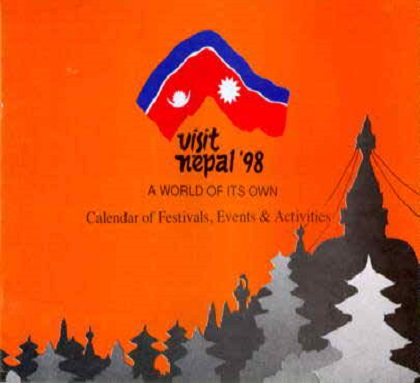 visit
nepal '98
A WORLD OF ITS OWN
Calendar of Festivals, Events & Activities